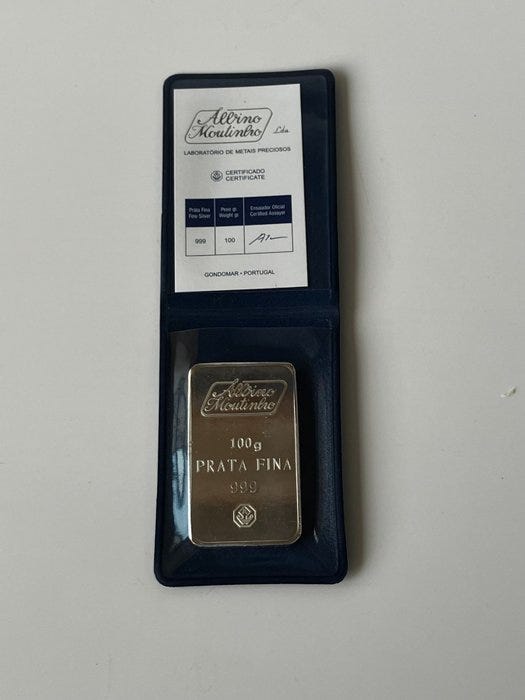 Albino
Moutinho Lda
LABORATÓRIO DE METAIS PRECIOSOS
CERTIFICADO
CERTIFICATE
Prata Fina Peso gr. Ensaiador Oficial
Fine Silver Weight gr. Certified Assayer
999 100
GONDOMAR • PORTUGAL
Albino
Moutinho
100g
PRATA FINA
999